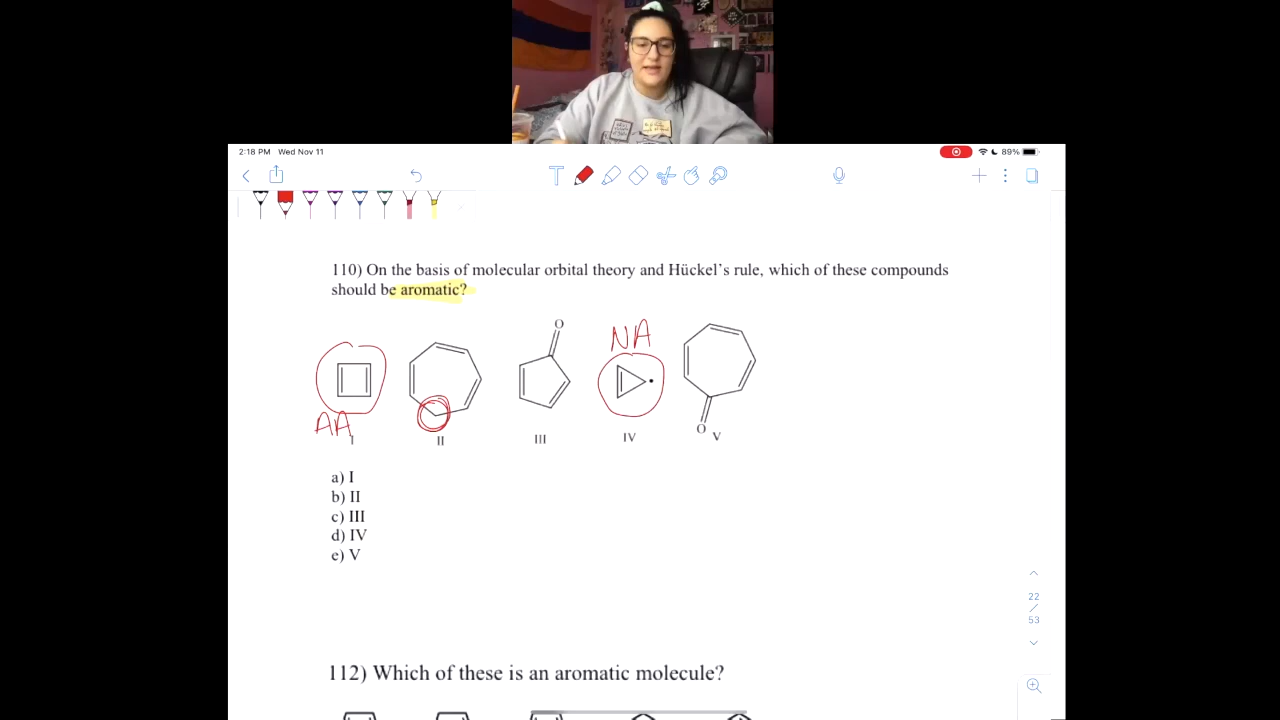 2:18 PM Wed Nov 11
89%
T
110) On the basis of molecular orbital theory and Hückel's rule, which of these compounds
should be aromatic?
O
NA
AA
O
I
II
III
IV
V
a) I
b) II
c) III
d) IV
e) V
22
/
53
112) Which of these is an aromatic molecule?